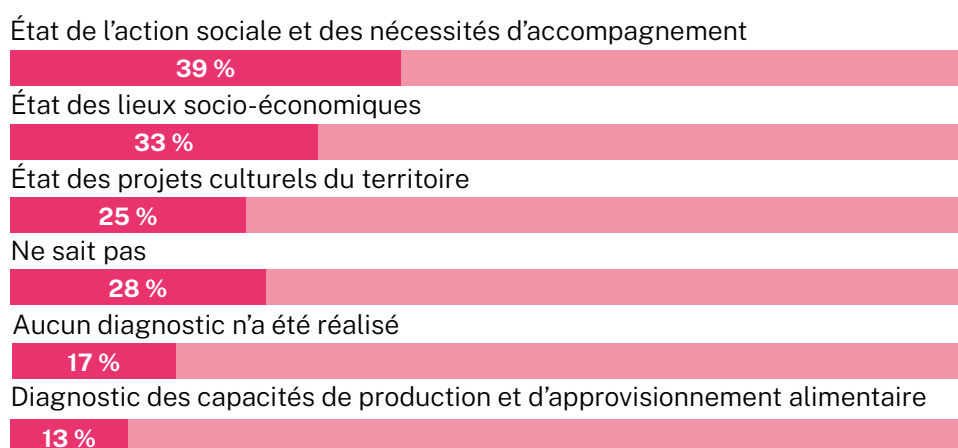 État de l’action sociale et des nécessités d’accompagnement
39 %
État des lieux socio-économiques
33 %
État des projets culturels du territoire
25 %
Ne sait pas
28 %
Aucun diagnostic n’a été réalisé
17 %
Diagnostic des capacités de production et d’approvisionnement alimentaire
13 %